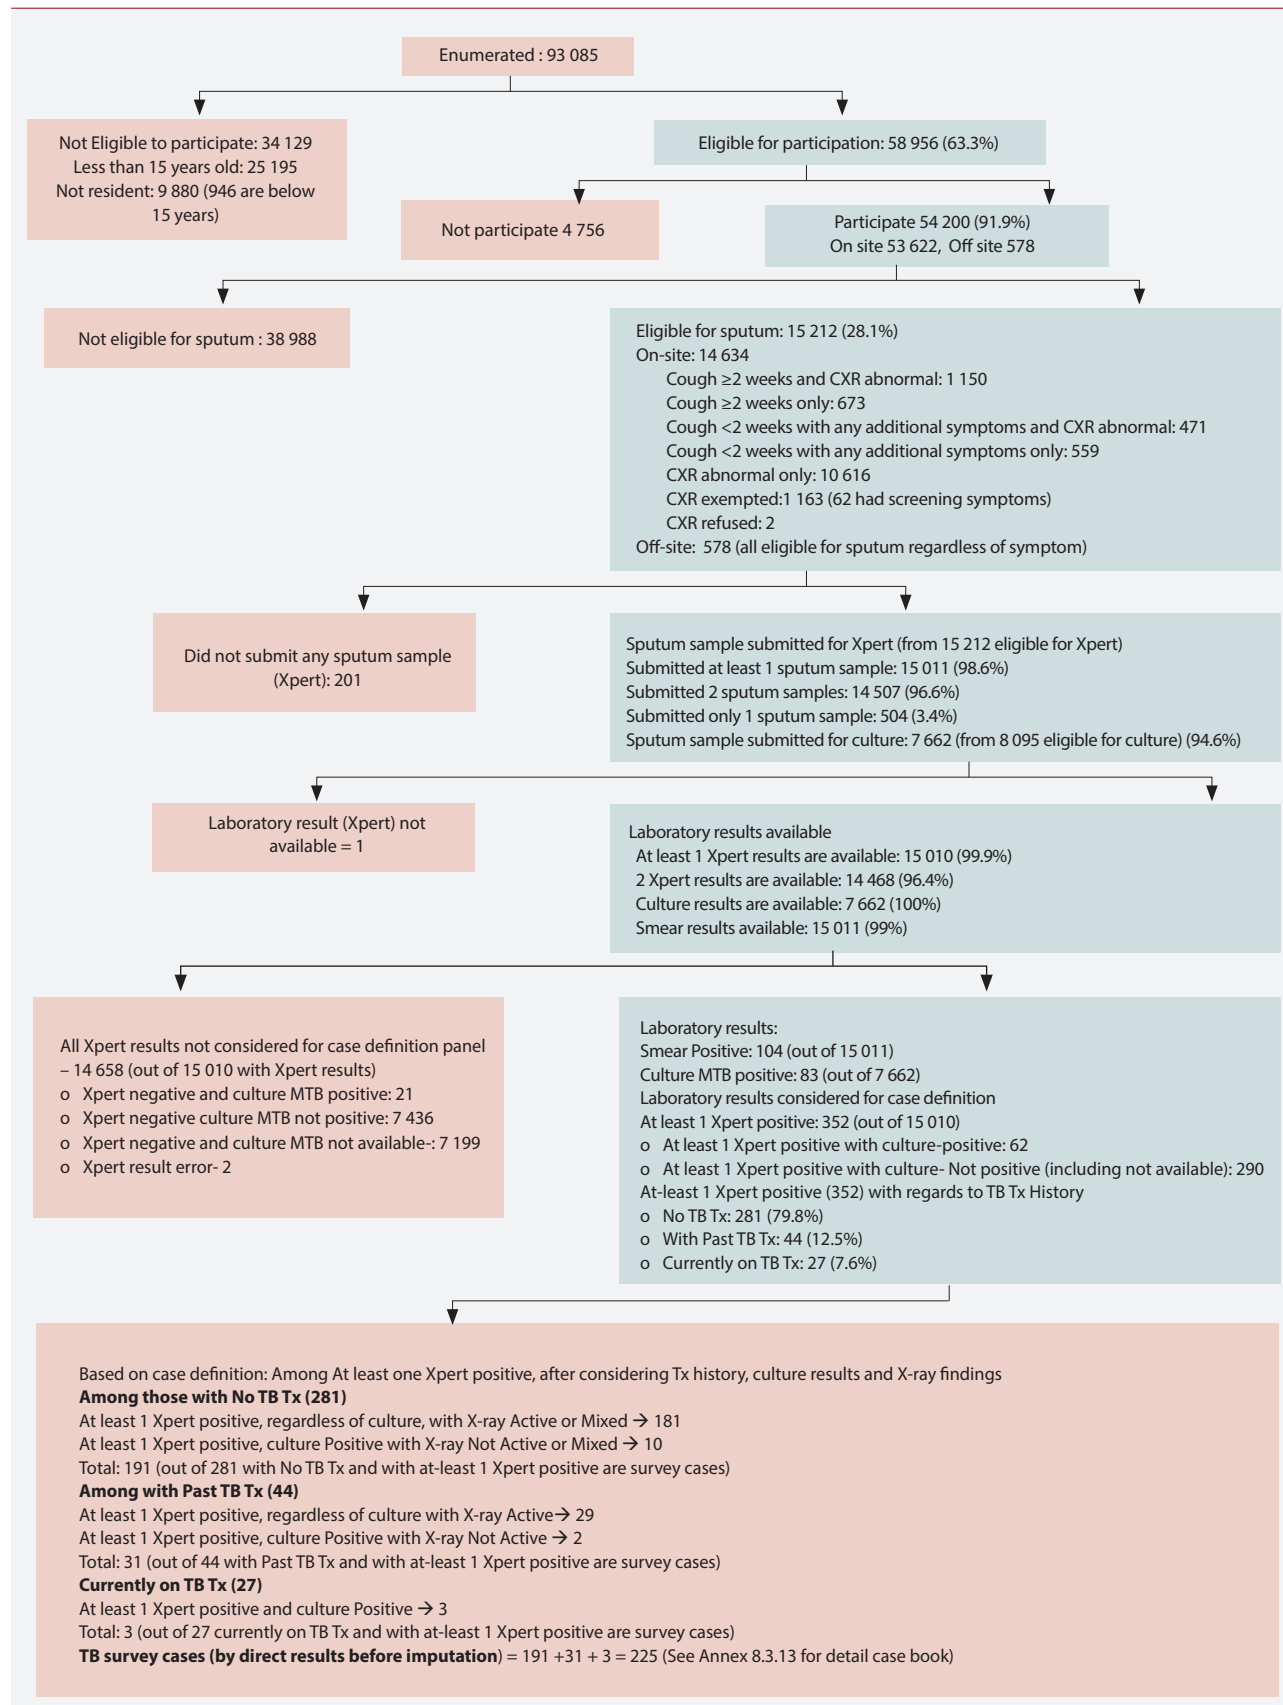 Enumerated : 93 085
Not Eligible to participate: 34 129
Less than 15 years old: 25 195
Not resident: 9 880 (946 are below
15 years)
Eligible for participation: 58 956 (63.3%)
Not participate 4 756
Participate 54 200 (91.9%)
On site 53 622, Off site 578
Not eligible for sputum : 38 988
Eligible for sputum: 15 212 (28.1%)
On-site: 14 634
Cough ≥2 weeks and CXR abnormal: 1 150
Cough ≥2 weeks only: 673
Cough <2 weeks with any additional symptoms and CXR abnormal: 471
Cough <2 weeks with any additional symptoms only: 559
CXR abnormal only: 10 616
CXR exempted:1 163 (62 had screening symptoms)
CXR refused: 2
Off-site: 578 (all eligible for sputum regardless of symptom)
Did not submit any sputum sample
(Xpert): 201
Sputum sample submitted for Xpert (from 15 212 eligible for Xpert)
Submitted at least 1 sputum sample: 15 011 (98.6%)
Submitted 2 sputum samples: 14 507 (96.6%)
Submitted only 1 sputum sample: 504 (3.4%)
Sputum sample submitted for culture: 7 662 (from 8 095 eligible for culture) (94.6%)
Laboratory result (Xpert) not
available = 1
Laboratory results available
At least 1 Xpert results are available: 15 010 (99.9%)
2 Xpert results are available: 14 468 (96.4%)
Culture results are available: 7 662 (100%)
Smear results available: 15 011 (99%)
All Xpert results not considered for case definition panel
– 14 658 (out of 15 010 with Xpert results)
o Xpert negative and culture MTB positive: 21
o Xpert negative culture MTB not positive: 7 436
o Xpert negative and culture MTB not available-: 7 199
o Xpert result error- 2
Laboratory results:
Smear Positive: 104 (out of 15 011)
Culture MTB positive: 83 (out of 7 662)
Laboratory results considered for case definition
At least 1 Xpert positive: 352 (out of 15 010)
o At least 1 Xpert positive with culture-positive: 62
o At least 1 Xpert positive with culture- Not positive (including not available): 290
At-least 1 Xpert positive (352) with regards to TB Tx History
o No TB Tx: 281 (79.8%)
o With Past TB Tx: 44 (12.5%)
o Currently on TB Tx: 27 (7.6%)
Based on case definition: Among At least one Xpert positive, after considering Tx history, culture results and X-ray findings
Among those with No TB Tx (281)
At least 1 Xpert positive, regardless of culture, with X-ray Active or Mixed → 181
At least 1 Xpert positive, culture Positive with X-ray Not Active or Mixed → 10
Total: 191 (out of 281 with No TB Tx and with at-least 1 Xpert positive are survey cases)
Among with Past TB Tx (44)
At least 1 Xpert positive, regardless of culture with X-ray Active→ 29
At least 1 Xpert positive, culture Positive with X-ray Not Active → 2
Total: 31 (out of 44 with Past TB Tx and with at-least 1 Xpert positive are survey cases)
Currently on TB Tx (27)
At least 1 Xpert positive and culture Positive → 3
Total: 3 (out of 27 currently on TB Tx and with at-least 1 Xpert positive are survey cases)
TB survey cases (by direct results before imputation) = 191 +31 + 3 = 225 (See Annex 8.3.13 for detail case book)